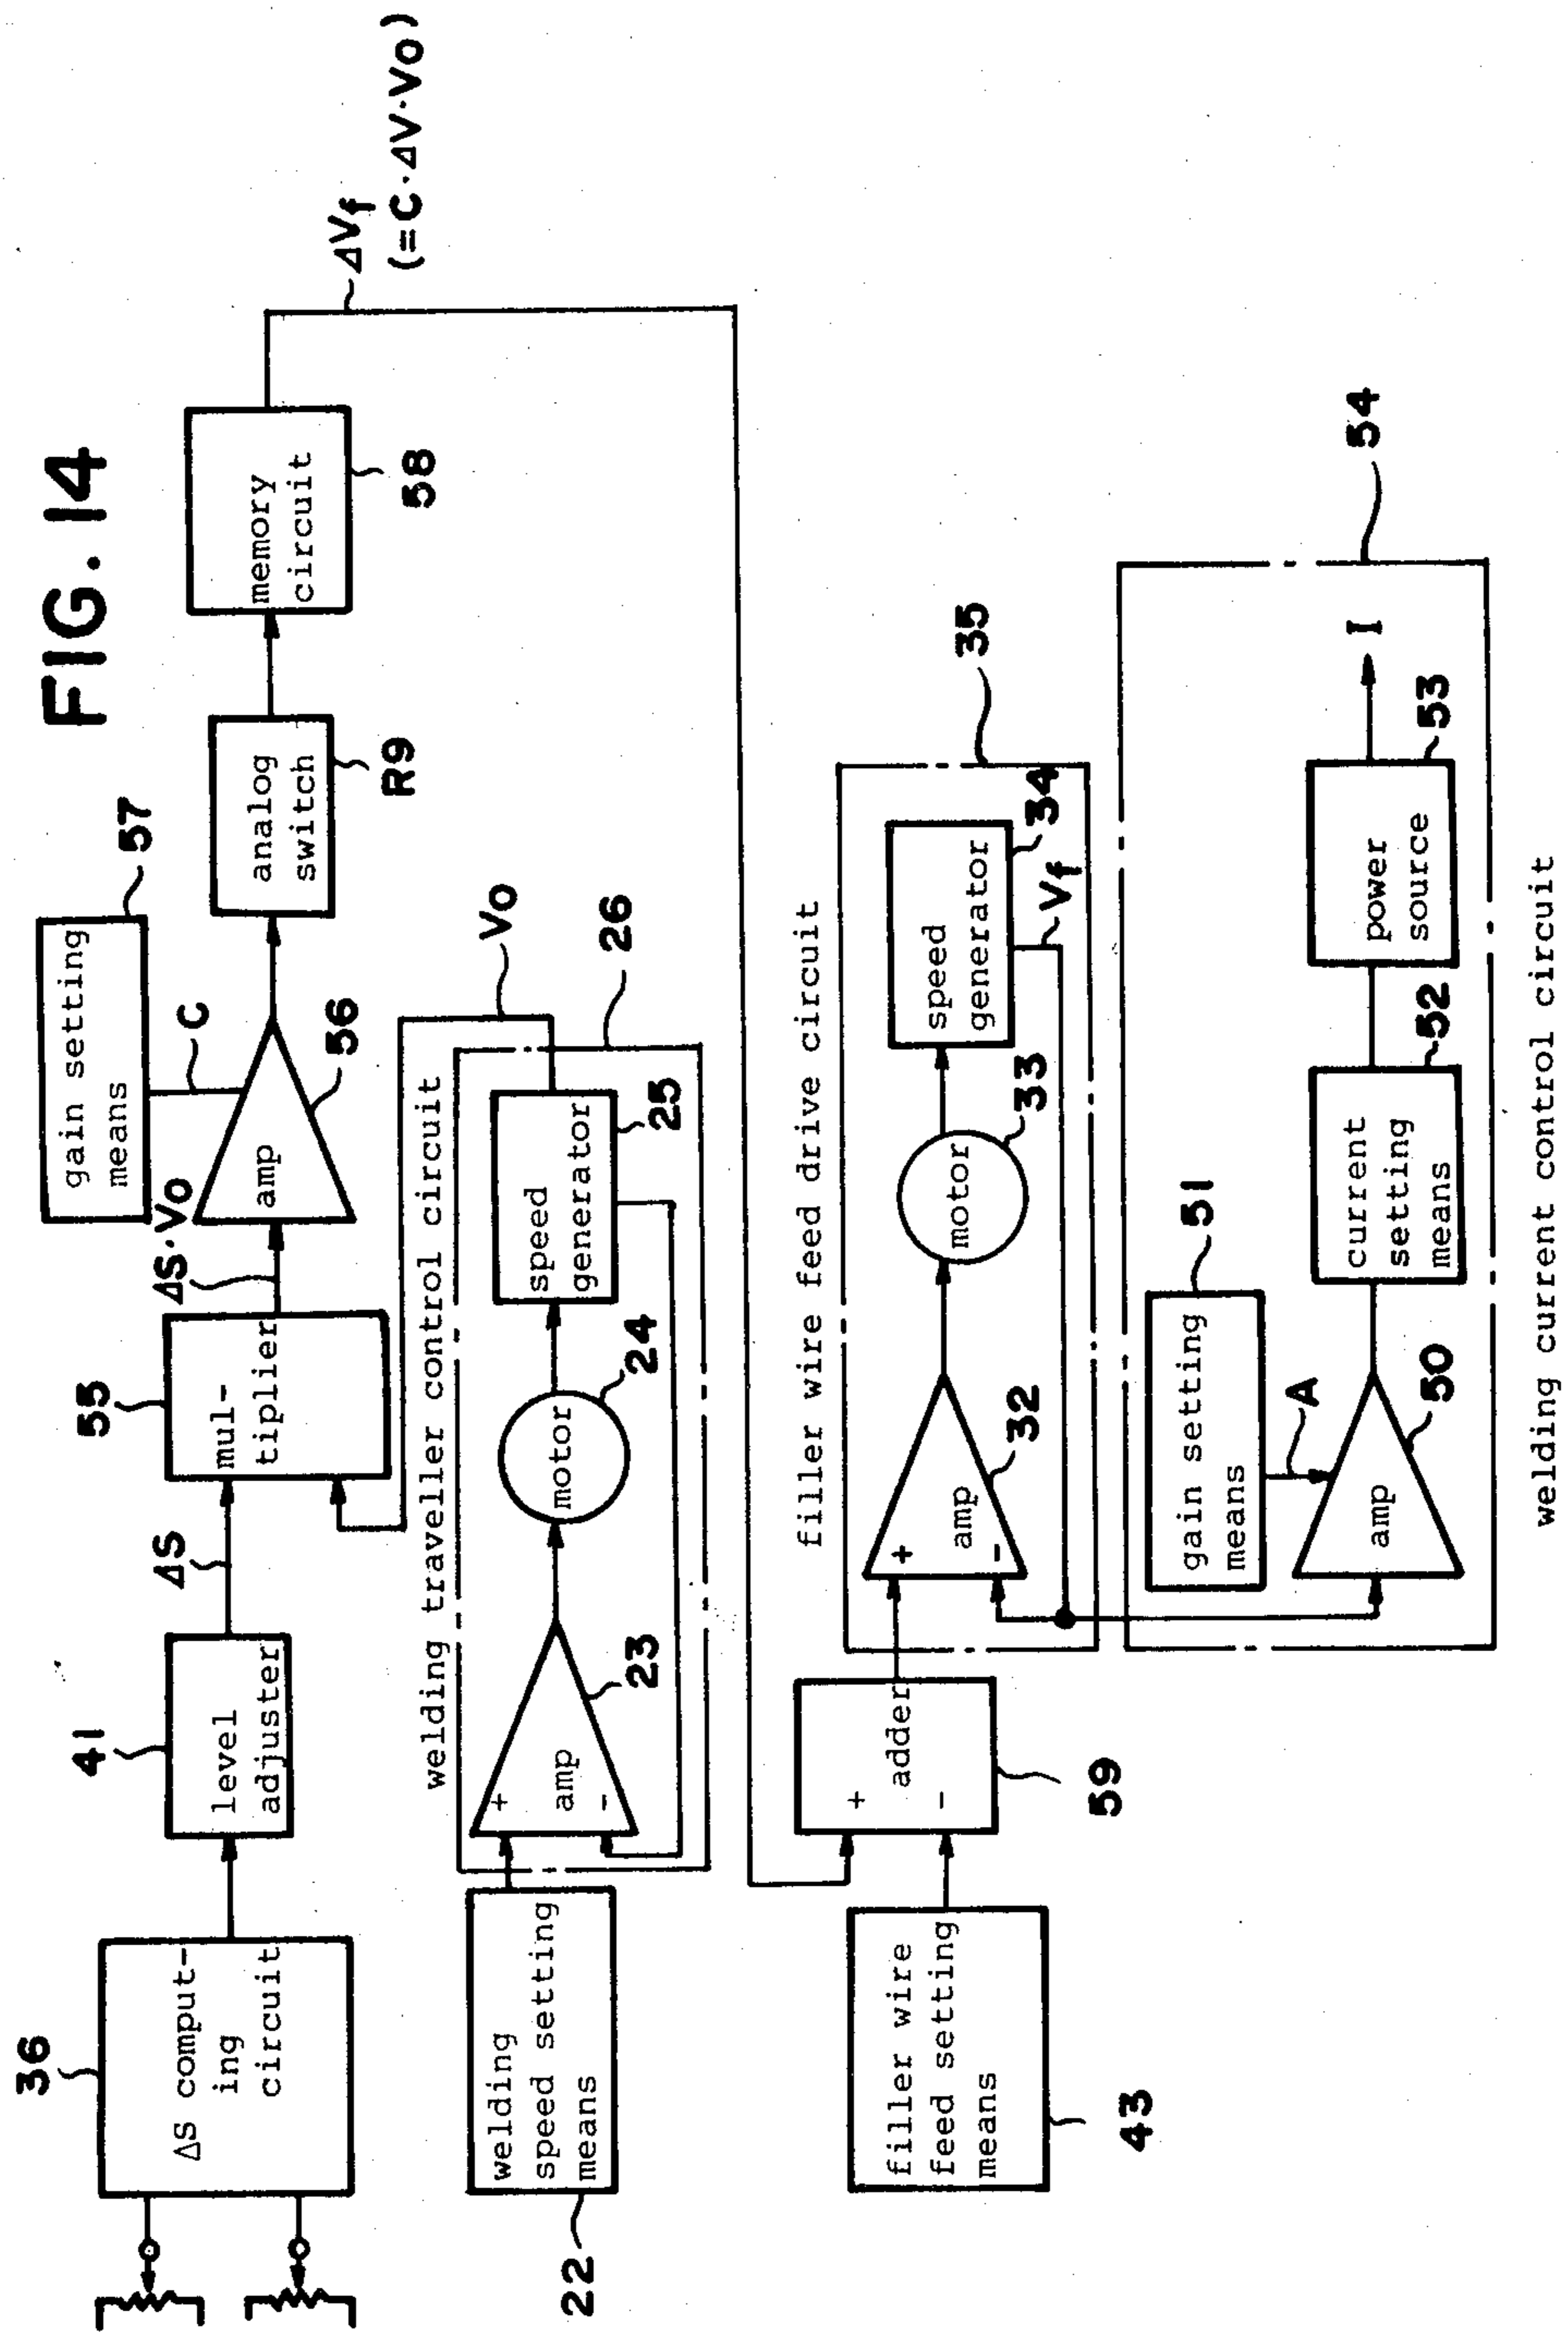 FIG. 14
36
Δs comput-
ing
circuit
41
level
adjuster
ΔS
55
mul-
tiplier
ΔS·Vo
gain setting
means
57
C
amp
56
analog
switch
R9
memory
circuit
58
ΔVf
(=C·ΔV·Vo)
welding traveller control circuit
22
welding
speed setting
means
+
amp
-
23
motor
24
speed
generator
25
Vo
26
filler wire feed drive circuit
43
filler wire
feed setting
means
+
adder
-
59
+
amp
-
32
motor
33
speed
generator
34
Vf
35
gain setting
means
51
A
amp
50
current
setting
means
52
power
source
53
I
54
welding current control circuit